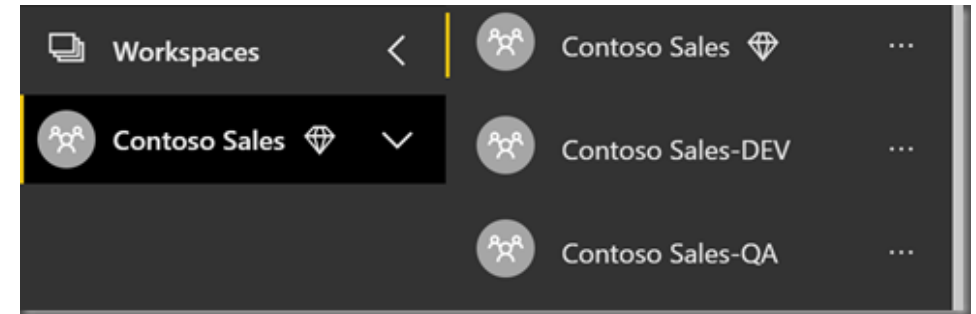 Workspaces
Contoso Sales
Contoso Sales
Contoso Sales-DEV
Contoso Sales-QA